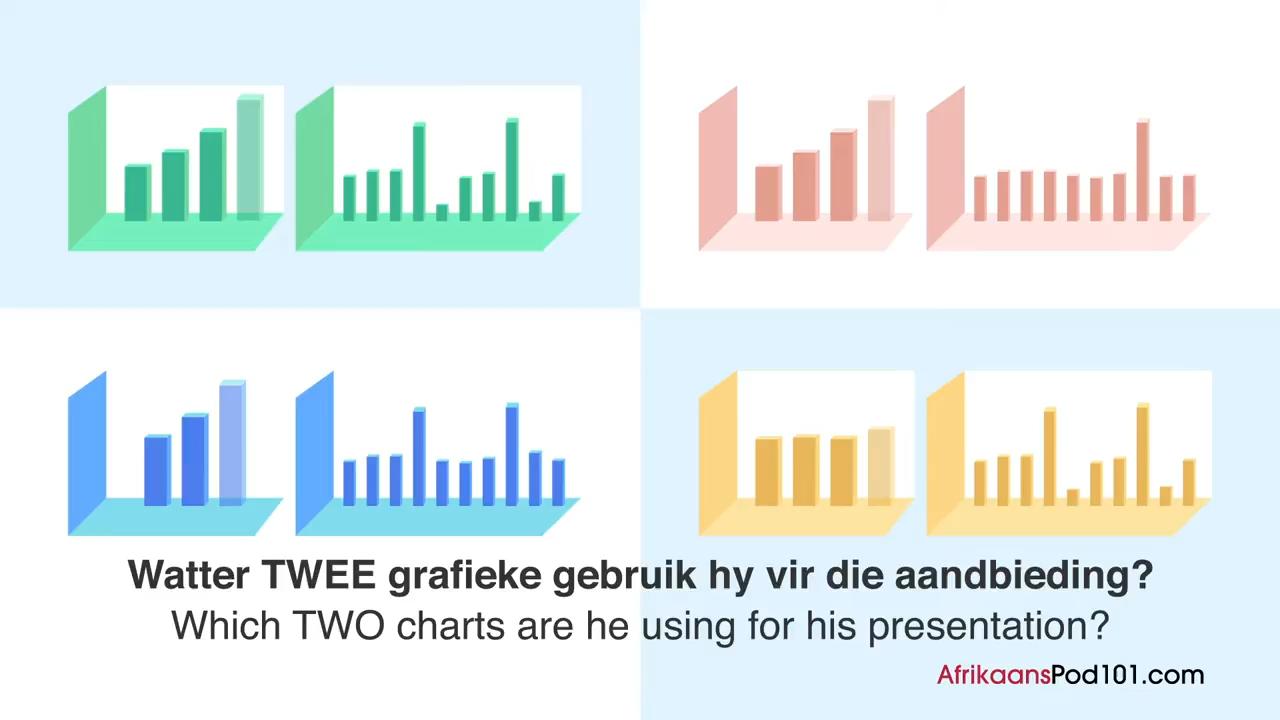 Watter TWEE grafieke gebruik hy vir die aandbieding?
Which TWO charts are he using for his presentation?
AfrikaansPod101.com